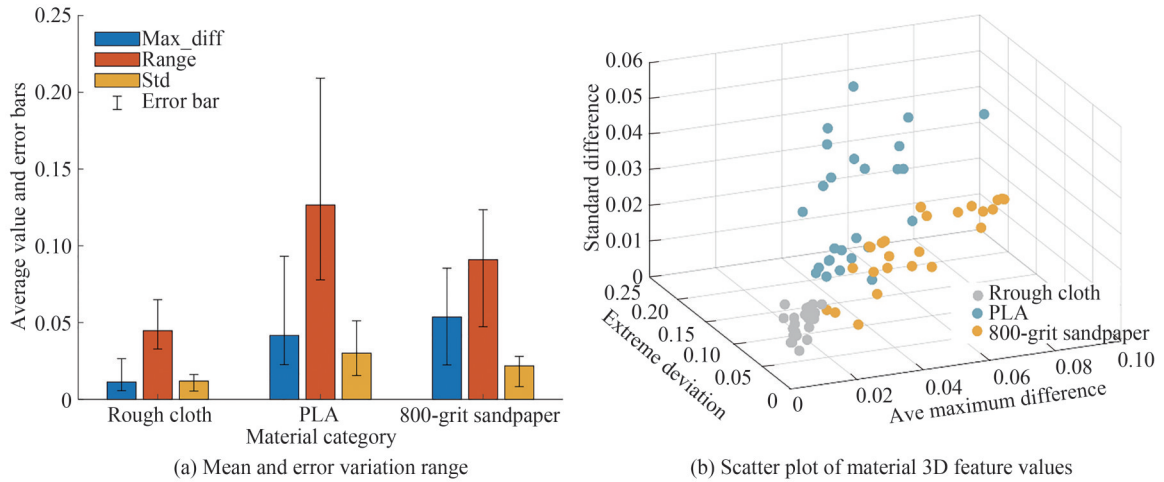 0.25
0.20
0.15
0.10
0.05
0
Average value and error bars
Max_diff
Range
Std
Error bar
Rough cloth
PLA
800-grit sandpaper
Material category
(a) Mean and error variation range
0.06
0.05
0.04
0.03
0.02
0.01
0
Standard difference
0.25
0.20
0.15
0.10
0.05
0
Extreme deviation
0
0.02
0.04
0.06
0.08
0.10
Ave maximum difference
Rrough cloth
PLA
800-grit sandpaper
(b) Scatter plot of material 3D feature values